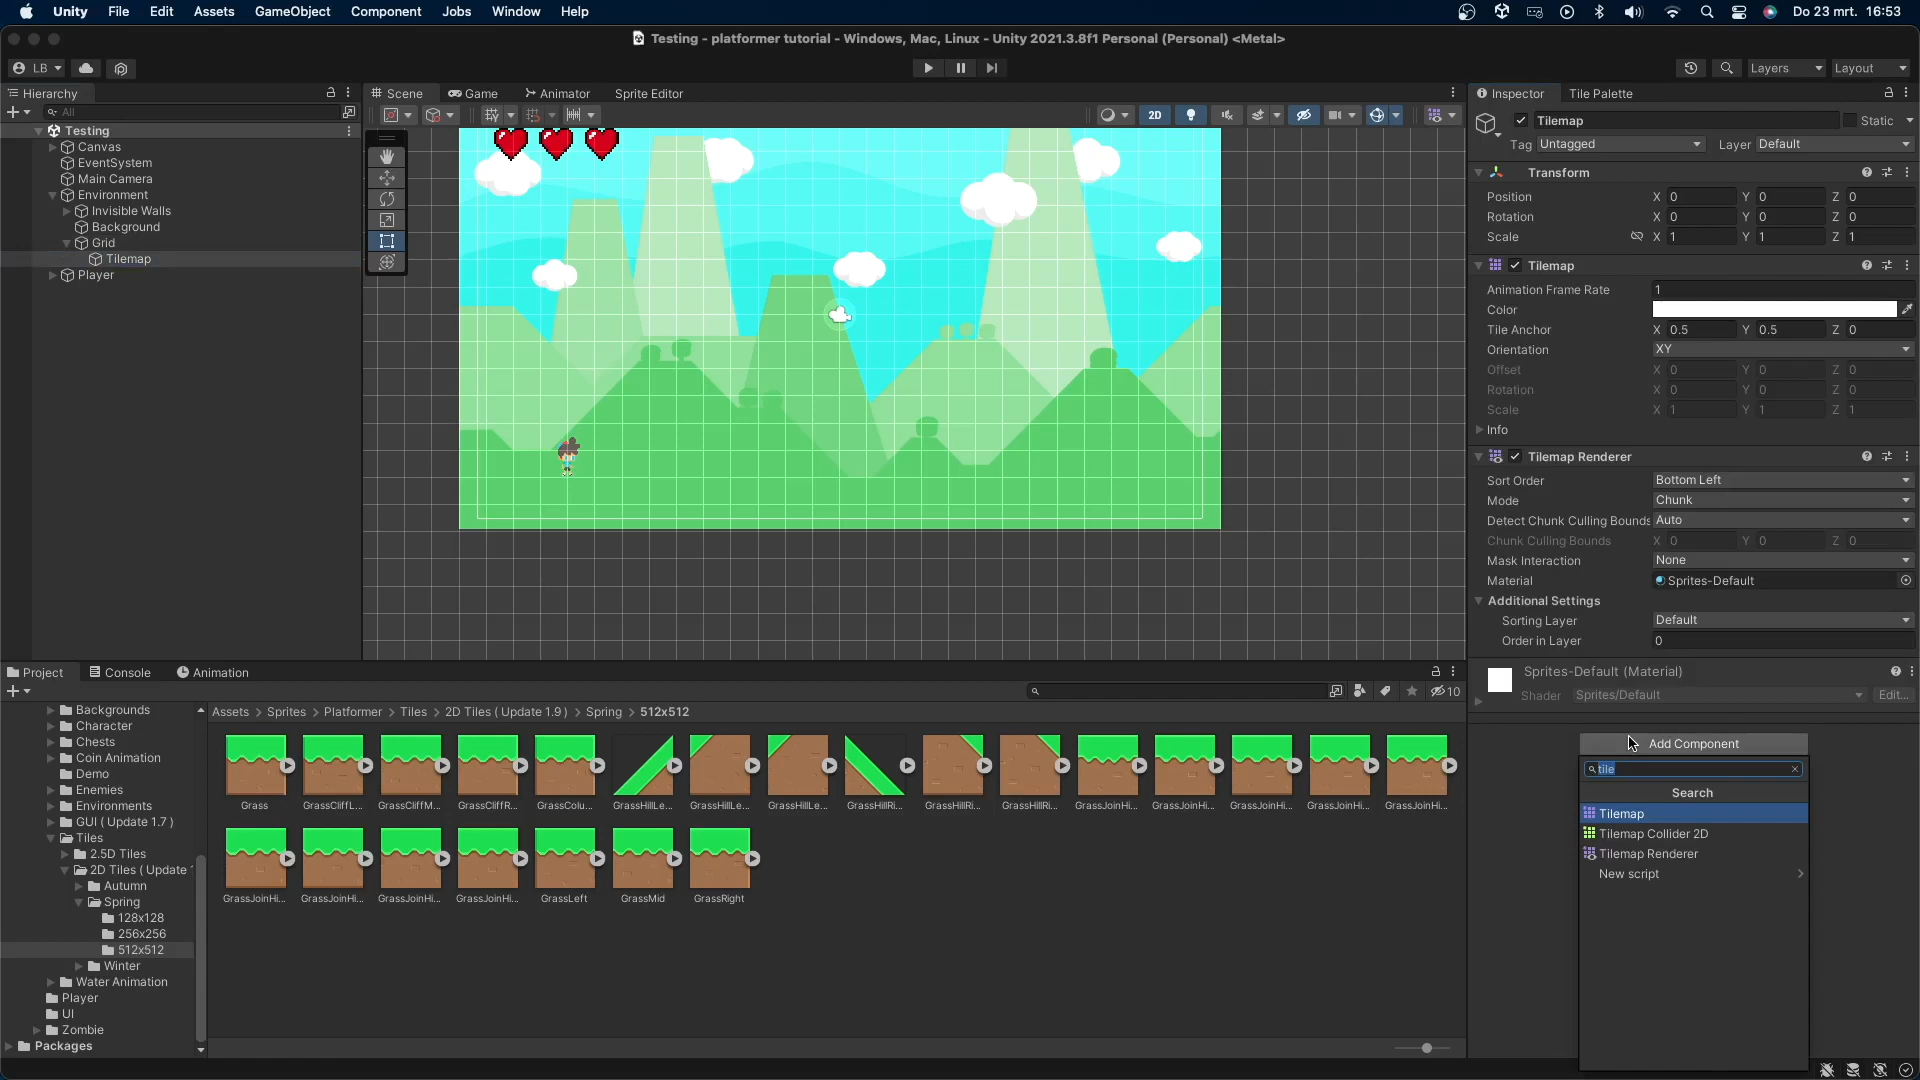 Unity File Edit Assets GameObject Component Jobs Window Help Do 23 mrt. 16:53
Testing - platformer tutorial - Windows, Mac, Linux - Unity 2021.3.8f1 Personal (Personal) <Metal>
LB Layers Layout
Hierarchy
All
Testing
Canvas
EventSystem
Main Camera
Environment
Invisible Walls
Background
Grid
Tilemap
Player
Scene Game Animator Sprite Editor
2D
Inspector Tile Palette
Tilemap Static
Tag Untagged Layer Default
Transform
Position X 0 Y 0 Z 0
Rotation X 0 Y 0 Z 0
Scale X 1 Y 1 Z 1
Tilemap
Animation Frame Rate 1
Color
Tile Anchor X 0.5 Y 0.5 Z 0
Orientation XY
Offset X 0 Y 0 Z 0
Rotation X 0 Y 0 Z 0
Scale X 1 Y 1 Z 1
Info
Tilemap Renderer
Sort Order Bottom Left
Mode Chunk
Detect Chunk Culling Bounds Auto
Chunk Culling Bounds X 0 Y 0 Z 0
Mask Interaction None
Material Sprites-Default
Additional Settings
Sorting Layer Default
Order in Layer 0
Sprites-Default (Material)
Shader Sprites/Default Edit...
Add Component
tile
Search
Tilemap
Tilemap Collider 2D
Tilemap Renderer
New script
Project Console Animation
10
Backgrounds
Character
Chests
Coin Animation
Demo
Enemies
Environments
GUI ( Update 1.7 )
Tiles
2.5D Tiles
2D Tiles ( Update 1
Autumn
Spring
128x128
256x256
512x512
Winter
Water Animation
Player
UI
Zombie
Packages
Assets > Sprites > Platformer > Tiles > 2D Tiles ( Update 1.9 ) > Spring > 512x512
Grass GrassCliffL... GrassCliffM... GrassCliffR... GrassColu... GrassHillLe... GrassHillLe... GrassHillLe... GrassHillRi... GrassHillRi... GrassHillRi... GrassJoinHi... GrassJoinHi... GrassJoinHi... GrassJoinHi... GrassJoinHi...
GrassJoinHi... GrassJoinHi... GrassJoinHi... GrassJoinHi... GrassLeft GrassMid GrassRight